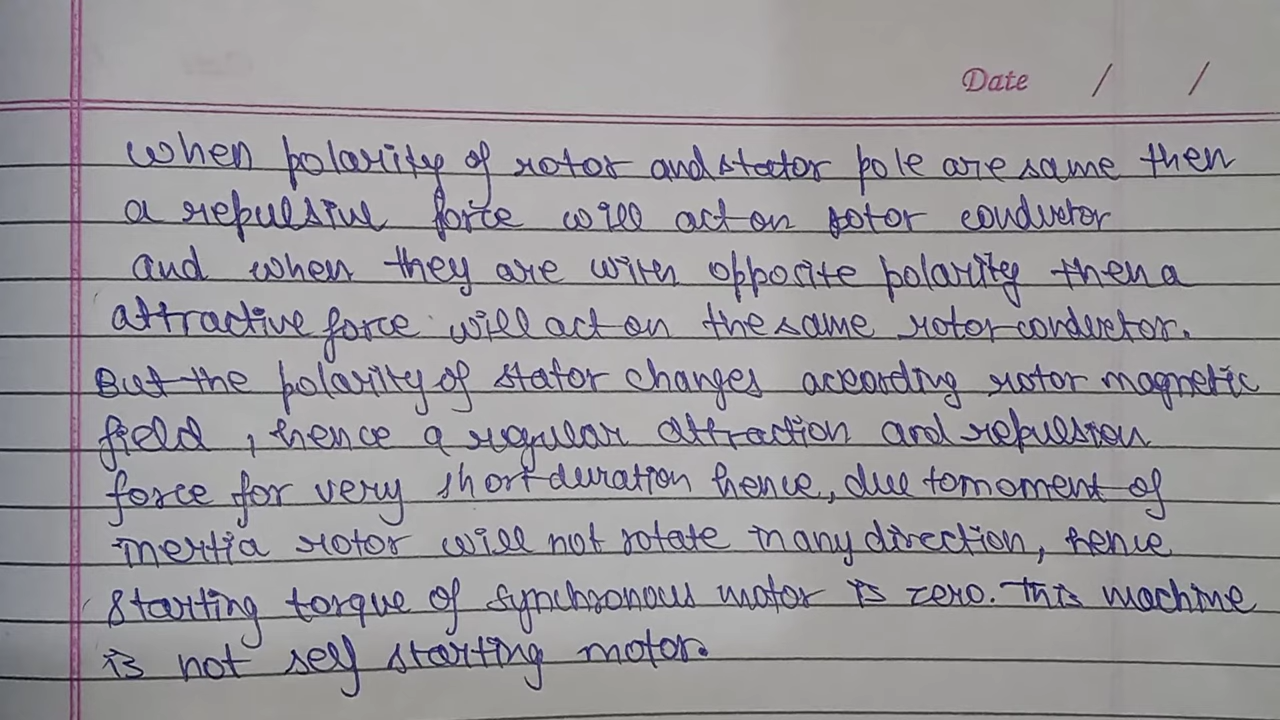 Date / /
When polarity of rotor and stator pole are same then
a repulsive force will act on rotor conductor
and when they are with opposite polarity then a
attractive force will act on the same rotor conductor.
But the polarity of stator changes according rotor magnetic
field, hence a regular attraction and repulsion
force for very short duration hence, due to moment of
inertia rotor will not rotate in any direction, hence
starting torque of synchronous motor is zero. This machine
is not self starting motor.